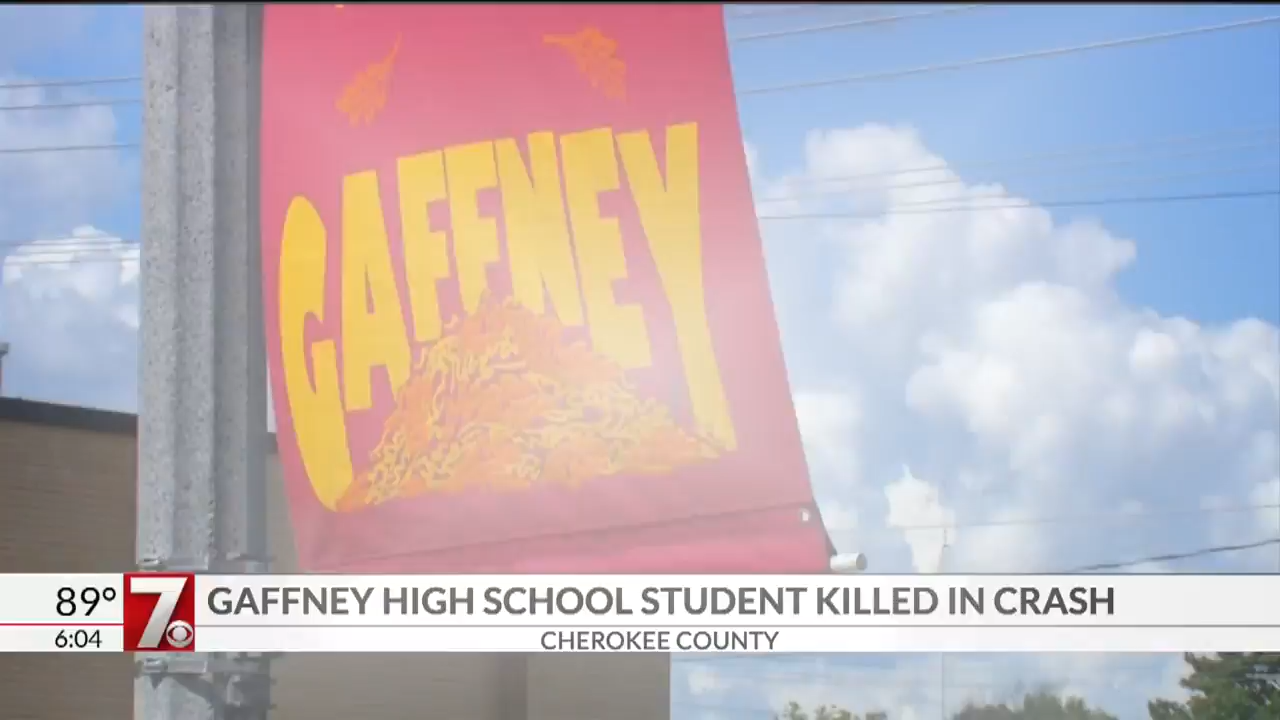 GAFFNEY
89°
7
GAFFNEY HIGH SCHOOL STUDENT KILLED IN CRASH
6:04
CHEROKEE COUNTY